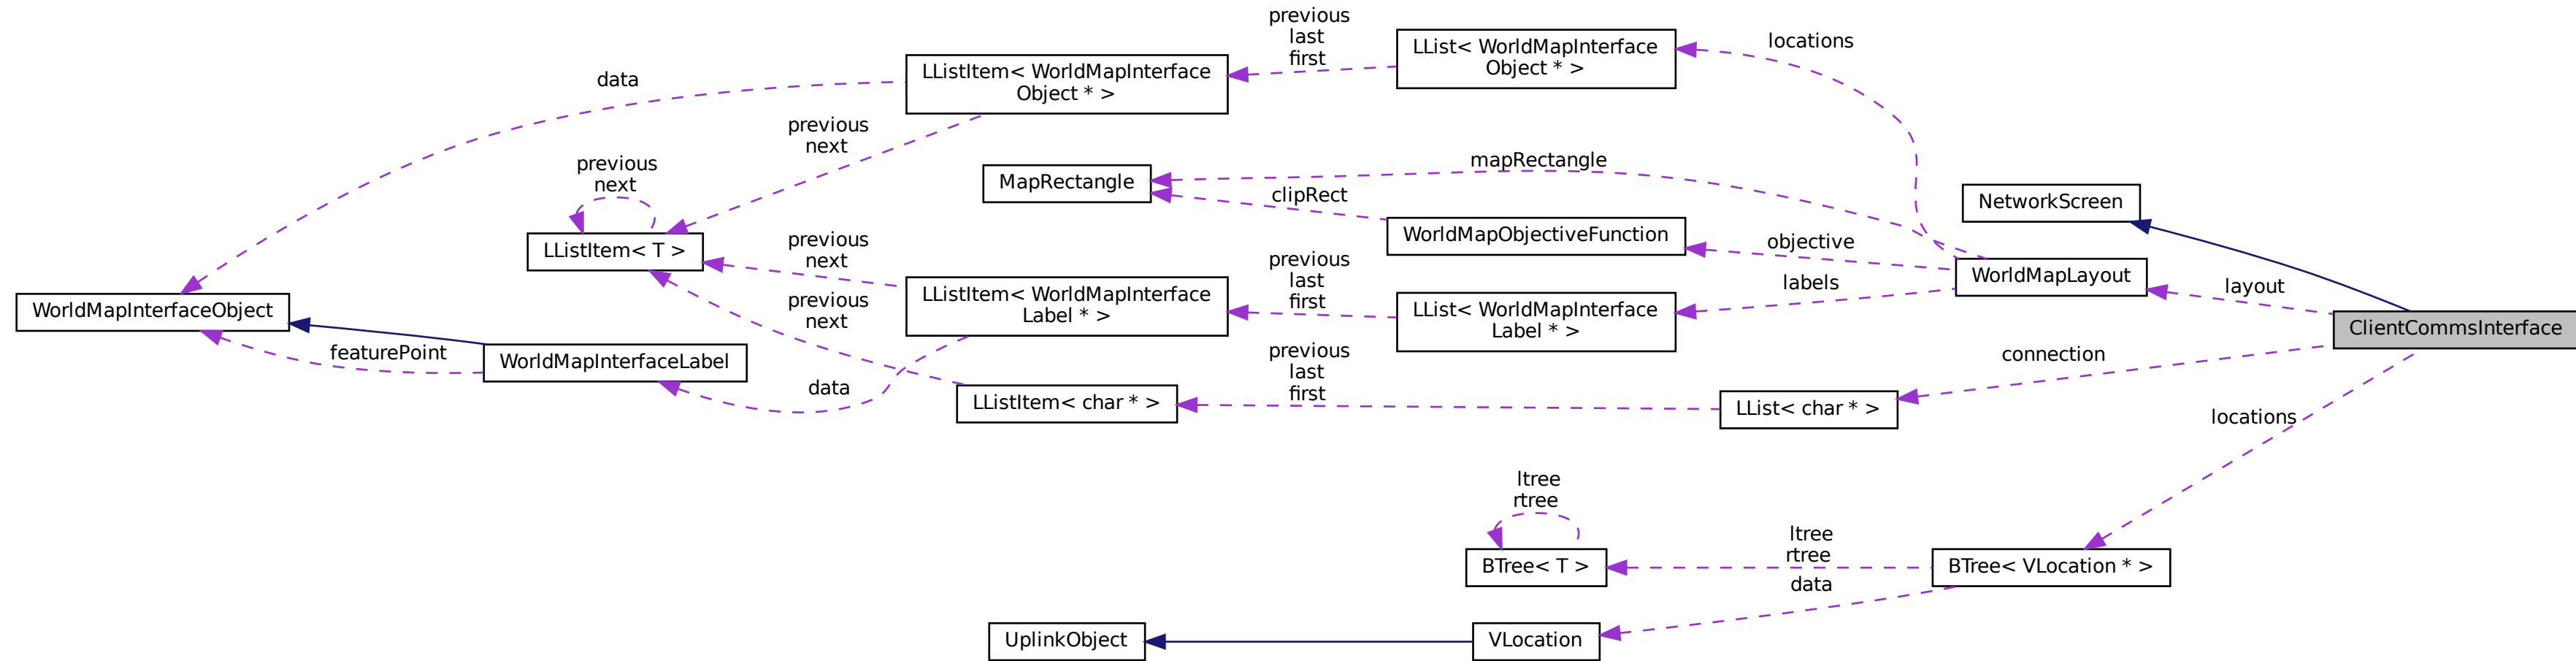 previous
last
first
LList< WorldMapInterface
Object * >
locations
LListItem< WorldMapInterface
Object * >
data
previous
next
mapRectangle
previous
next
MapRectangle
clipRect
NetworkScreen
WorldMapObjectiveFunction
objective
LListItem< T >
previous
next
previous
last
first
WorldMapLayout
labels
layout
LListItem< WorldMapInterface
Label * >
LList< WorldMapInterface
Label * >
WorldMapInterfaceObject
previous
next
ClientCommsInterface
featurePoint
WorldMapInterfaceLabel
previous
last
first
connection
data
LListItem< char * >
LList< char * >
locations
ltree
rtree
ltree
rtree
BTree< T >
BTree< VLocation * >
data
UplinkObject
VLocation